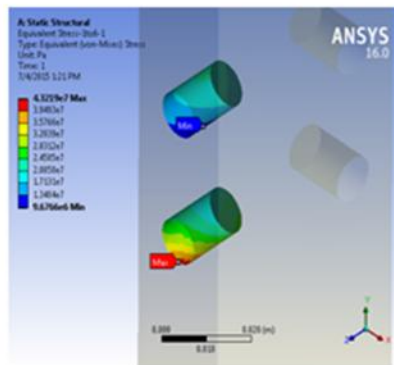 A: Static Structural
Equivalent Stress-1to6-1
Type: Equivalent (von-Mises) Stress
Unit: Pa
Time: 1
7/4/2015 1:21 PM
ANSYS
16.0
4.3219e7 Max
3.9493e7
3.5766e7
3.2039e7
2.8312e7
2.4585e7
2.0858e7
1.7131e7
1.3404e7
9.6766e6 Min
Min
Max
0.000
0.020 (m)
0.010
Y
Z
X